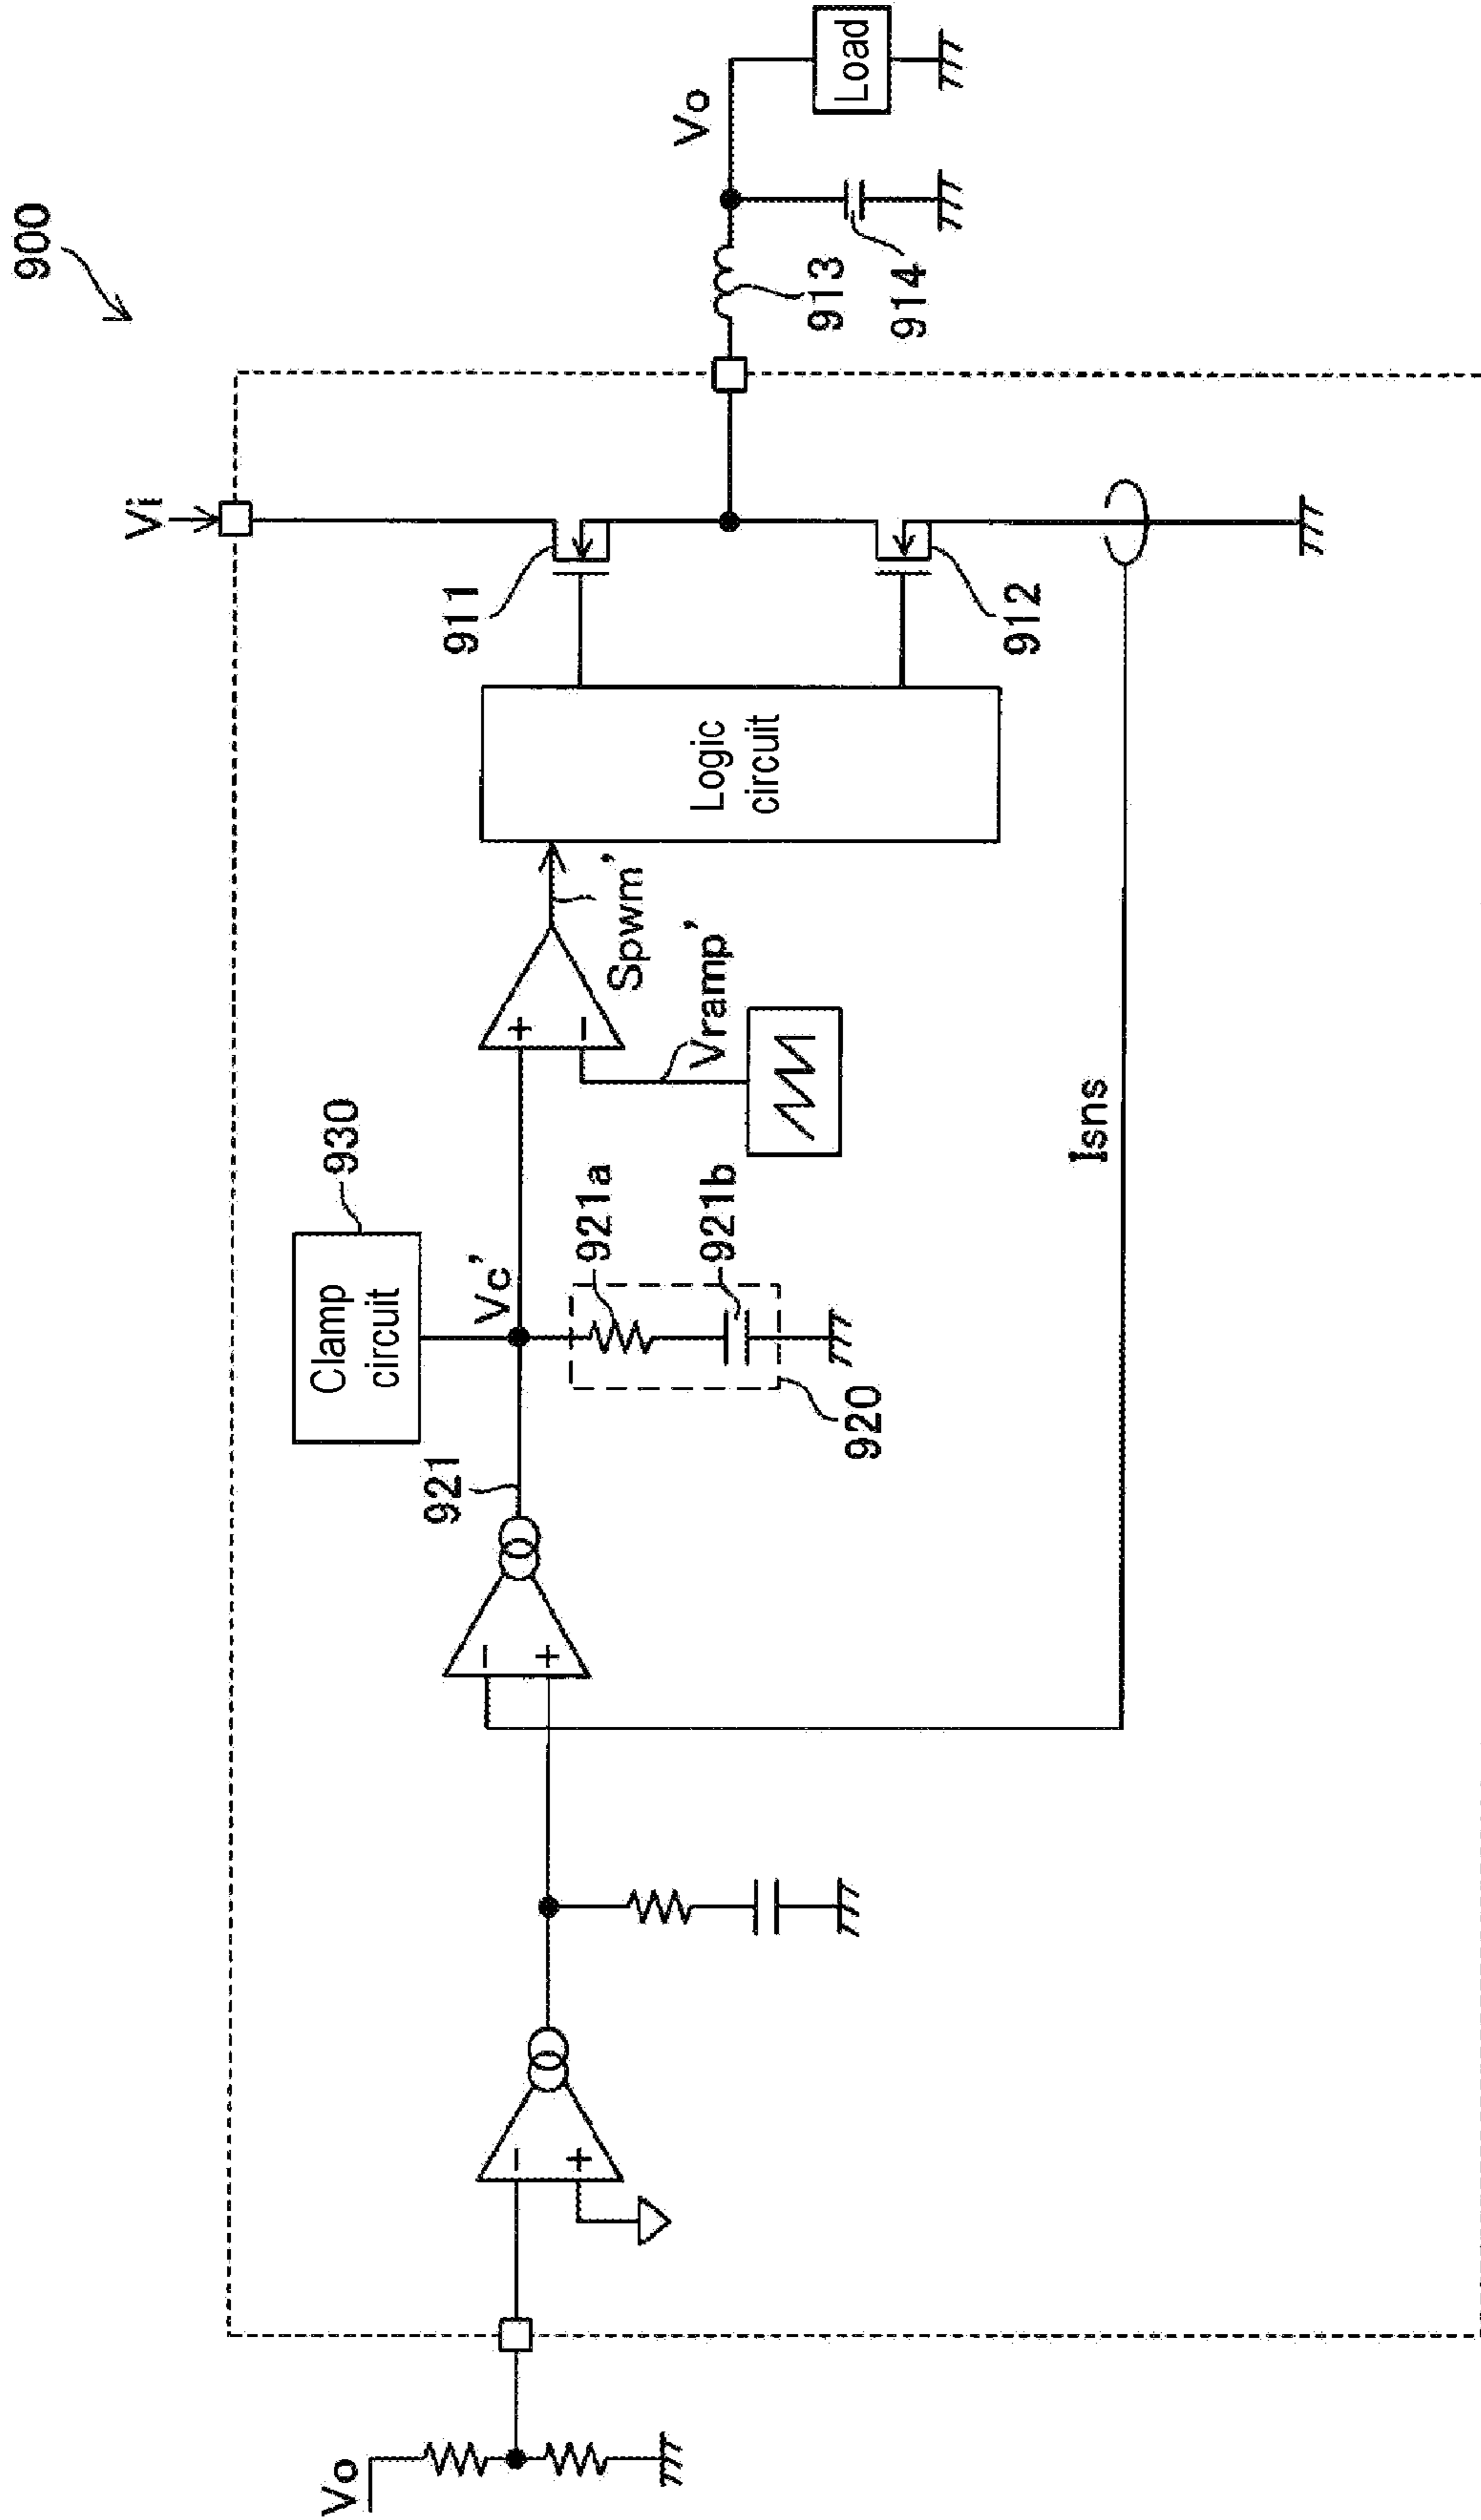 900
Vi
Vo
Load
913
914
911
912
Logic
circuit
Spwm'
Vramp'
+
−
930
Clamp
circuit
Vc'
921a
921b
920
921
Isns
−
+
−
+
Vo